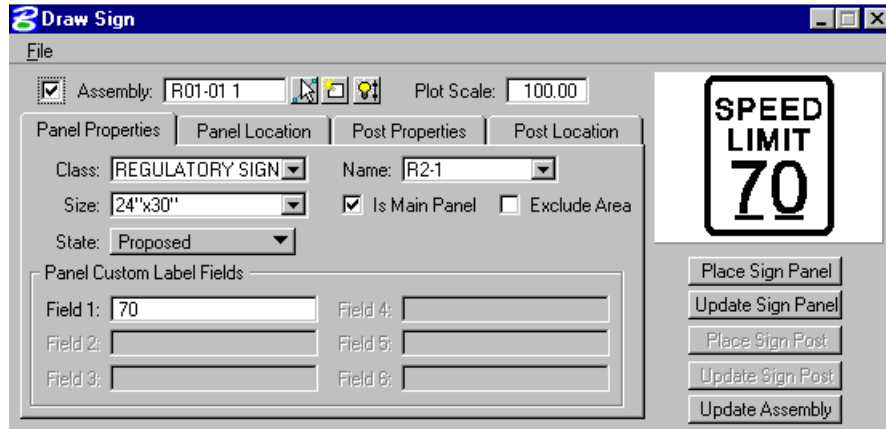 Draw Sign
File
Assembly: R01-01 1 Plot Scale: 100.00
Panel Properties Panel Location Post Properties Post Location
Class: REGULATORY SIGN Name: R2-1
Size: 24"x30" Is Main Panel Exclude Area
State: Proposed
Panel Custom Label Fields
Field 1: 70 Field 4:
Field 2: Field 5:
Field 3: Field 6:
SPEED
LIMIT
70
Place Sign Panel
Update Sign Panel
Place Sign Post
Update Sign Post
Update Assembly